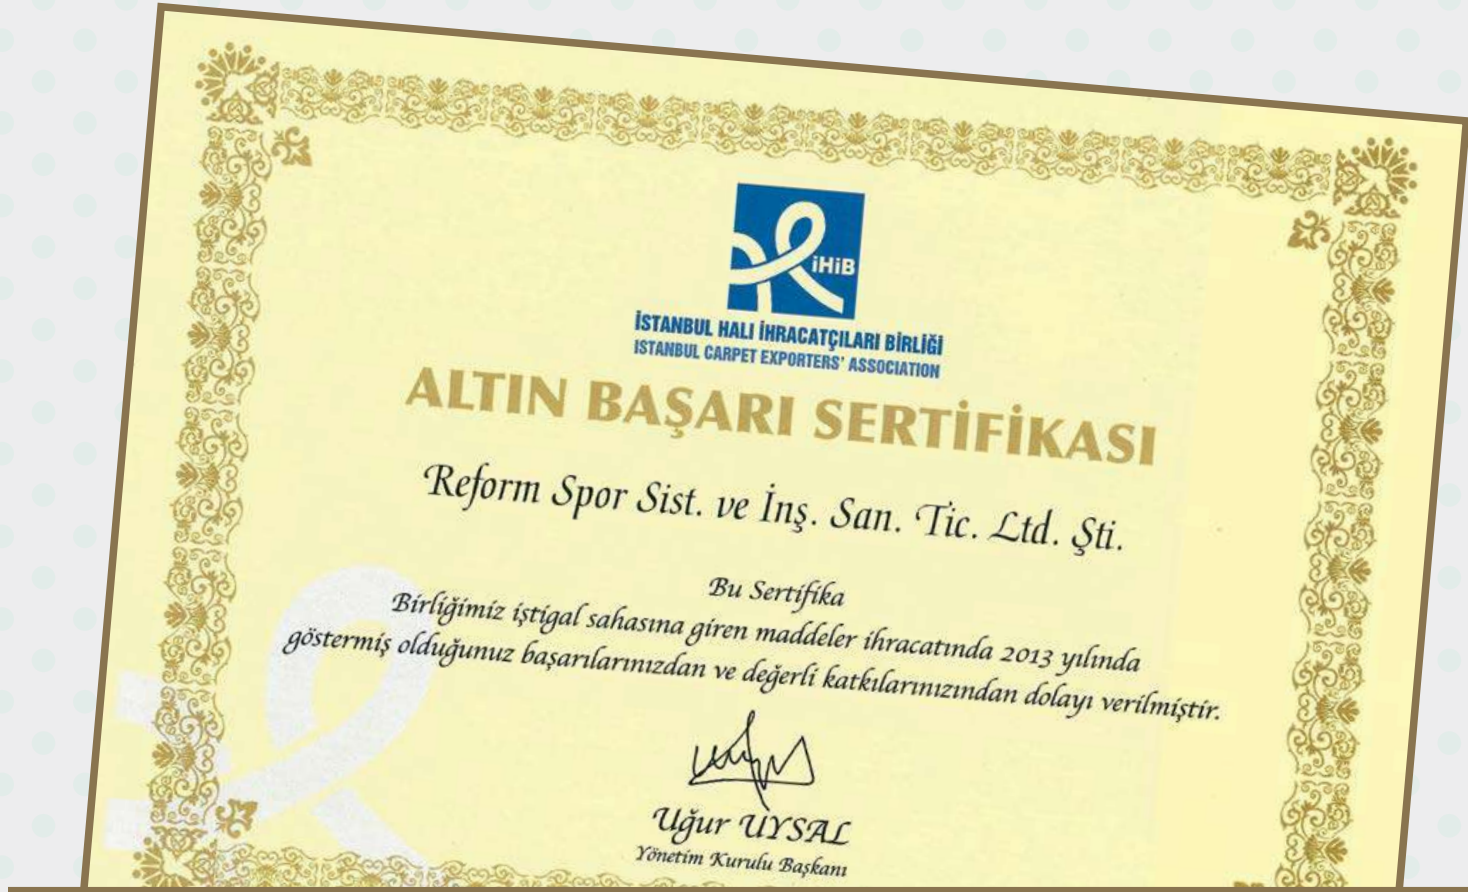 iHiB
İSTANBUL HALI İHRACATÇILARI BİRLİĞİ
ISTANBUL CARPET EXPORTERS' ASSOCIATION
ALTIN BAŞARI SERTİFİKASI
Reform Spor Sist. ve İnş. San. Tic. Ltd. Şti.
Bu Sertifika
Birliğimiz iştigal sahasına giren maddeler ihracatında 2013 yılında
göstermiş olduğunuz başarılarınızdan ve değerli katkılarınızından dolayı verilmiştir.
Uğur UYSAL
Yönetim Kurulu Başkanı